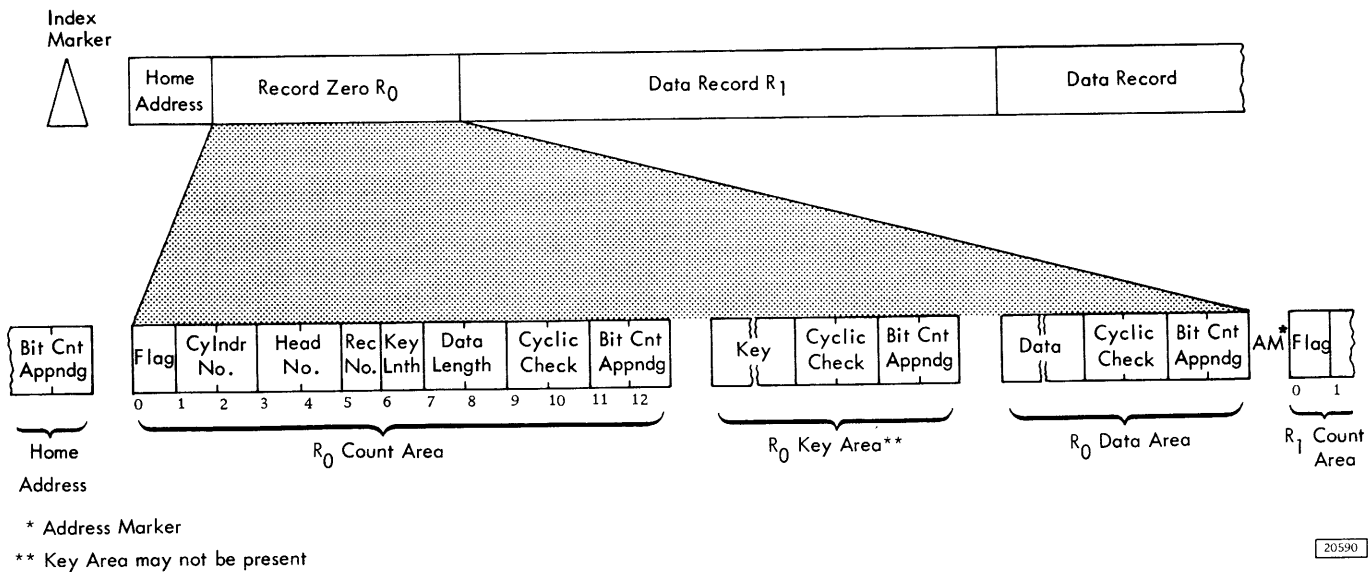 Index
Marker
Home
Address
Record Zero R0
Data Record R1
Data Record
Bit Cnt
Appndg
Flag
Cylndr
No.
Head
No.
Rec
No.
Key
Lnth
Data
Length
Cyclic
Check
Bit Cnt
Appndg
Key
Cyclic
Check
Bit Cnt
Appndg
Data
Cyclic
Check
Bit Cnt
Appndg
AM*
Flag
0 1 2 3 4 5 6 7 8 9 10 11 12
0 1
Home
Address
R0 Count Area
R0 Key Area**
R0 Data Area
R1 Count
Area
* Address Marker
** Key Area may not be present
20590